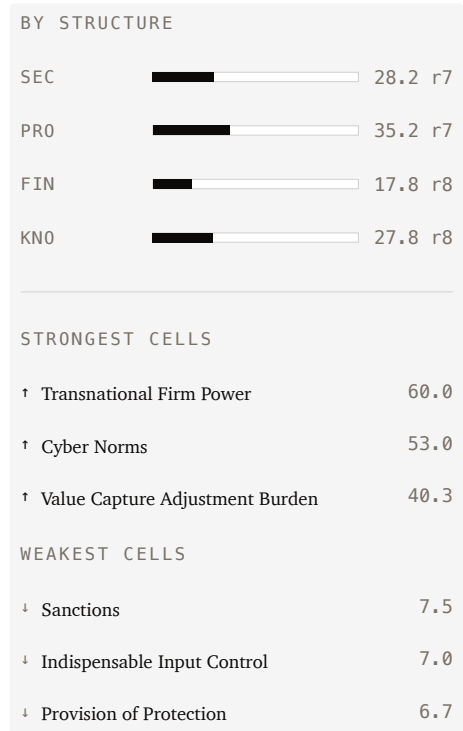 BY STRUCTURE
SEC 28.2 r7
PRO 35.2 r7
FIN 17.8 r8
KNO 27.8 r8
STRONGEST CELLS
↑ Transnational Firm Power 60.0
↑ Cyber Norms 53.0
↑ Value Capture Adjustment Burden 40.3
WEAKEST CELLS
↓ Sanctions 7.5
↓ Indispensable Input Control 7.0
↓ Provision of Protection 6.7